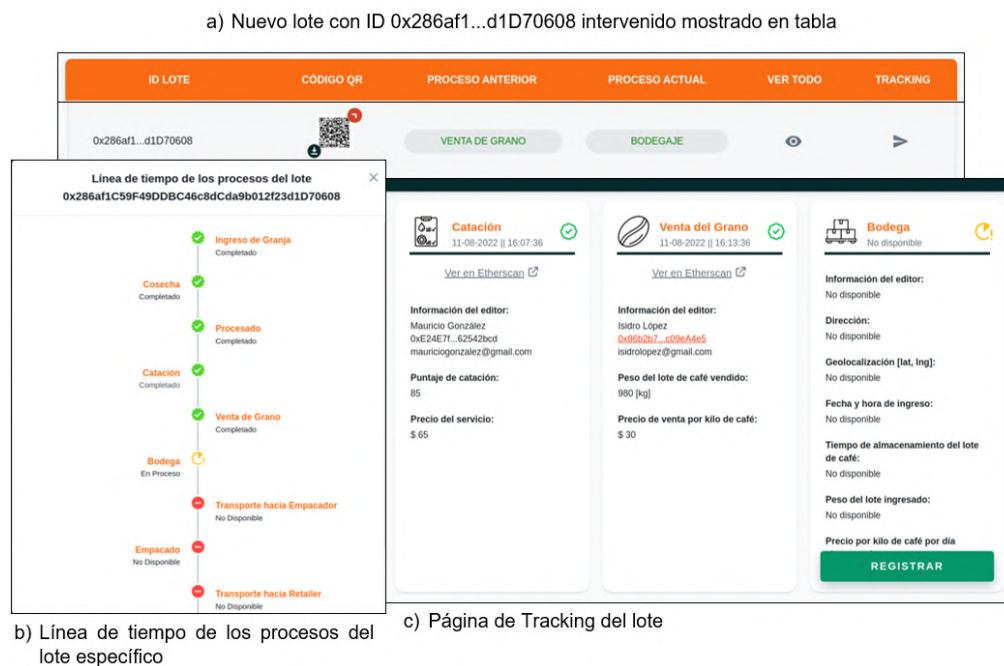 a) Nuevo lote con ID 0x286af1...d1D70608 intervenido mostrado en tabla
ID LOTE CÓDIGO QR PROCESO ANTERIOR PROCESO ACTUAL VER TODO TRACKING
0x286af1...d1D70608 VENTA DE GRANO BODEGAJE
Línea de tiempo de los procesos del lote
0x286af1C59F49DDBC46c8dCda9b012f23d1D70608
Ingreso de Granja
Completado
Cosecha
Completado
Procesado
Completado
Catación
Completado
Venta de Grano
Completado
Bodega
En Proceso
Transporte hacia Empacador
No Disponible
Empacado
No Disponible
Transporte hacia Retailer
No Disponible
b) Línea de tiempo de los procesos del
lote específico
Catación
11-08-2022 || 16:07:36
Ver en Etherscan
Información del editor:
Mauricio González
0xE24E7f...62542bcd
mauriciogonzalez@gmail.com
Puntaje de catación:
85
Precio del servicio:
$ 65
Venta del Grano
11-08-2022 || 16:13:36
Ver en Etherscan
Información del editor:
Isidro López
0x86b2b7...c09eA4e5
isidrolopez@gmail.com
Peso del lote de café vendido:
980 [kg]
Precio de venta por kilo de café:
$ 30
Bodega
No disponible
Información del editor:
No disponible
Dirección:
No disponible
Geolocalización [lat, lng]:
No disponible
Fecha y hora de ingreso:
No disponible
Tiempo de almacenamiento del lote
de café:
No disponible
Peso del lote ingresado:
No disponible
Precio por kilo de café por día
REGISTRAR
c) Página de Tracking del lote